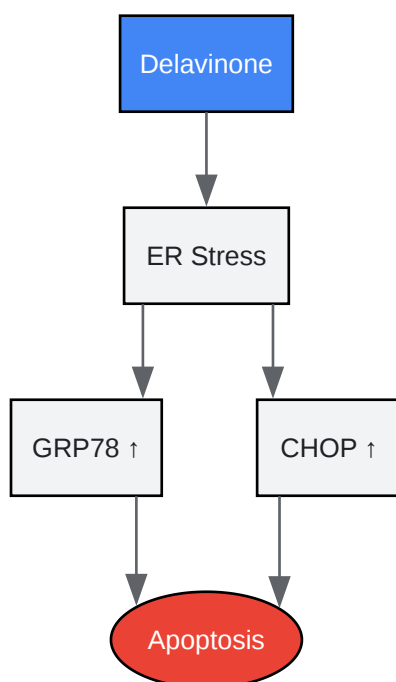 Delavinone
ER Stress
GRP78 ↑
CHOP ↑
Apoptosis